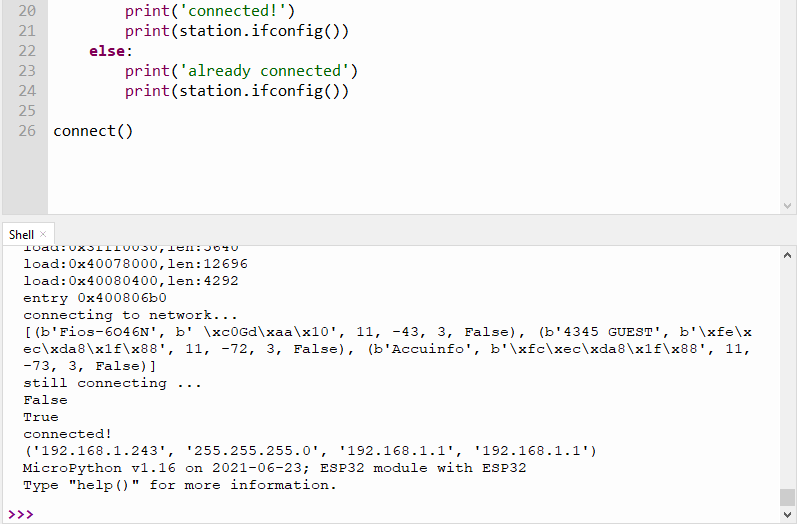 20 print('connected!')
21 print(station.ifconfig())
22 else:
23 print('already connected')
24 print(station.ifconfig())
25
26 connect()
Shell ×
load:0x3fff0030,len:5640
load:0x40078000,len:12696
load:0x40080400,len:4292
entry 0x400806b0
connecting to network...
[(b'Fios-6O46N', b' \xc0Gd\xaa\x10', 11, -43, 3, False), (b'4345 GUEST', b'\xfe\x
ec\xda8\x1f\x88', 11, -72, 3, False), (b'Accuinfo', b'\xfc\xec\xda8\x1f\x88', 11,
-73, 3, False)]
still connecting ...
False
True
connected!
('192.168.1.243', '255.255.255.0', '192.168.1.1', '192.168.1.1')
MicroPython v1.16 on 2021-06-23; ESP32 module with ESP32
Type "help()" for more information.
>>>